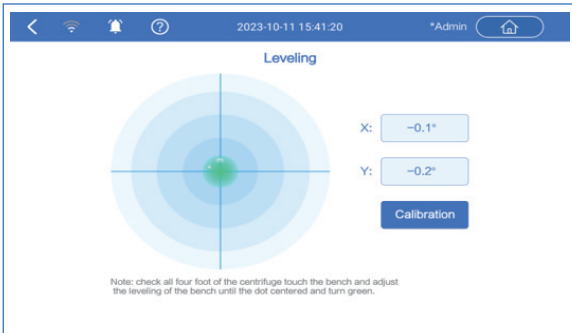 2023-10-11 15:41:20 *Admin
Leveling
X: −0.1°
Y: −0.2°
Calibration
Note: check all four foot of the centrifuge touch the bench and adjust
the leveling of the bench until the dot centered and turn green.